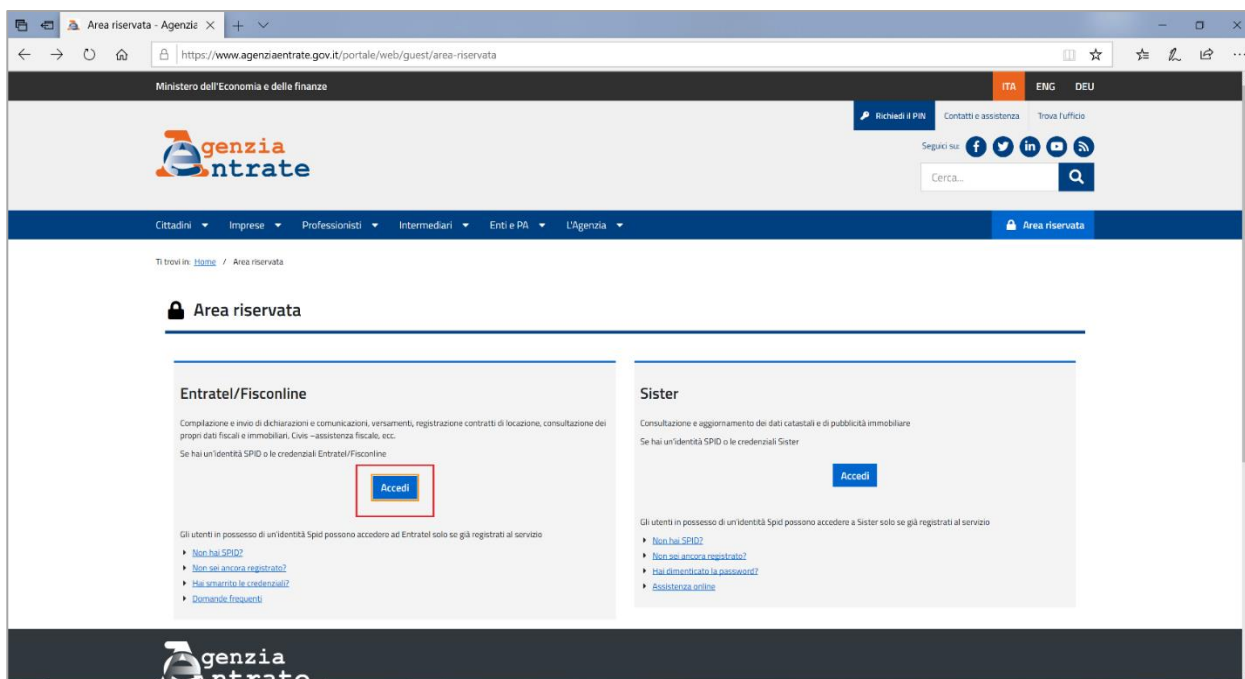 Area riservata - Agenzia
https://www.agenziaentrate.gov.it/portale/web/guest/area-riservata
Ministero dell'Economia e delle finanze
ITA ENG DEU
Richiedi il PIN Contatti e assistenza Trova l'ufficio
Agenzia
Entrate
Seguici su:
Cerca...
Cittadini Imprese Professionisti Intermediari Enti e PA L'Agenzia Area riservata
Ti trovi in: Home / Area riservata
Area riservata
Entratel/Fisconline
Compilazione e invio di dichiarazioni e comunicazioni, versamenti, registrazione contratti di locazione, consultazione dei
propri dati fiscali e immobiliari, Civis –assistenza fiscale, ecc.
Se hai un'identità SPID o le credenziali Entratel/Fisconline
Accedi
Gli utenti in possesso di un'identità Spid possono accedere ad Entratel solo se già registrati al servizio
Non hai SPID?
Non sei ancora registrato?
Hai smarrito le credenziali?
Domande frequenti
Sister
Consultazione e aggiornamento dei dati catastali e di pubblicità immobiliare
Se hai un'identità SPID o le credenziali Sister
Accedi
Gli utenti in possesso di un'identità Spid possono accedere a Sister solo se già registrati al servizio
Non hai SPID?
Non sei ancora registrato?
Hai dimenticato la password?
Assistenza online
Agenzia
Entrate